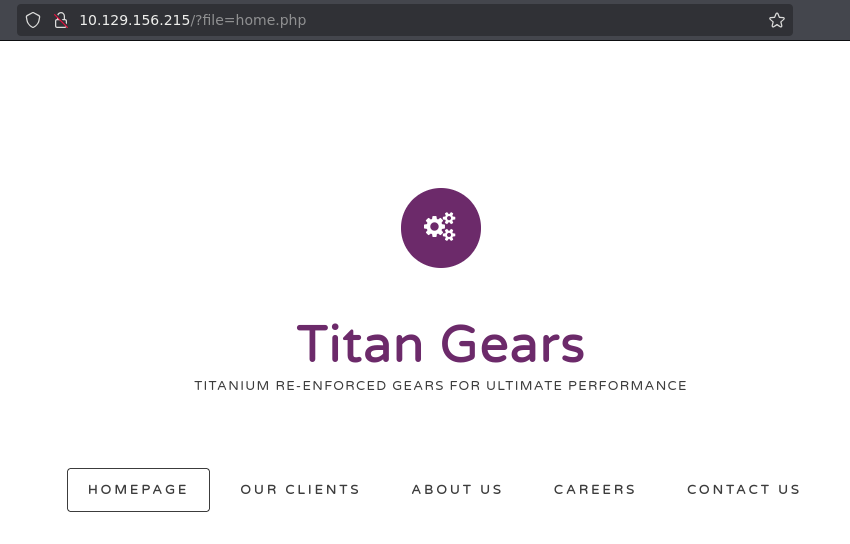 10.129.156.215/?file=home.php
Titan Gears
TITANIUM RE-ENFORCED GEARS FOR ULTIMATE PERFORMANCE
HOMEPAGE OUR CLIENTS ABOUT US CAREERS CONTACT US